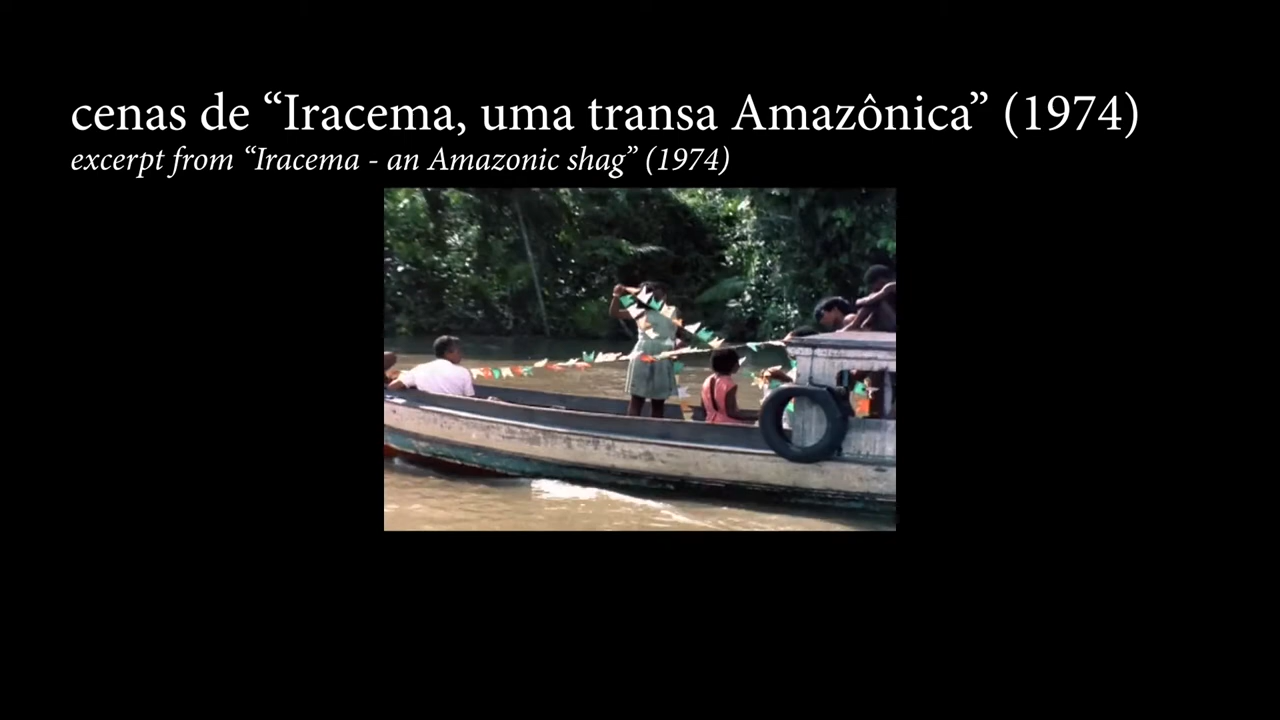 cenas de “Iracema, uma transa Amazônica” (1974)
excerpt from “Iracema - an Amazonic shag” (1974)